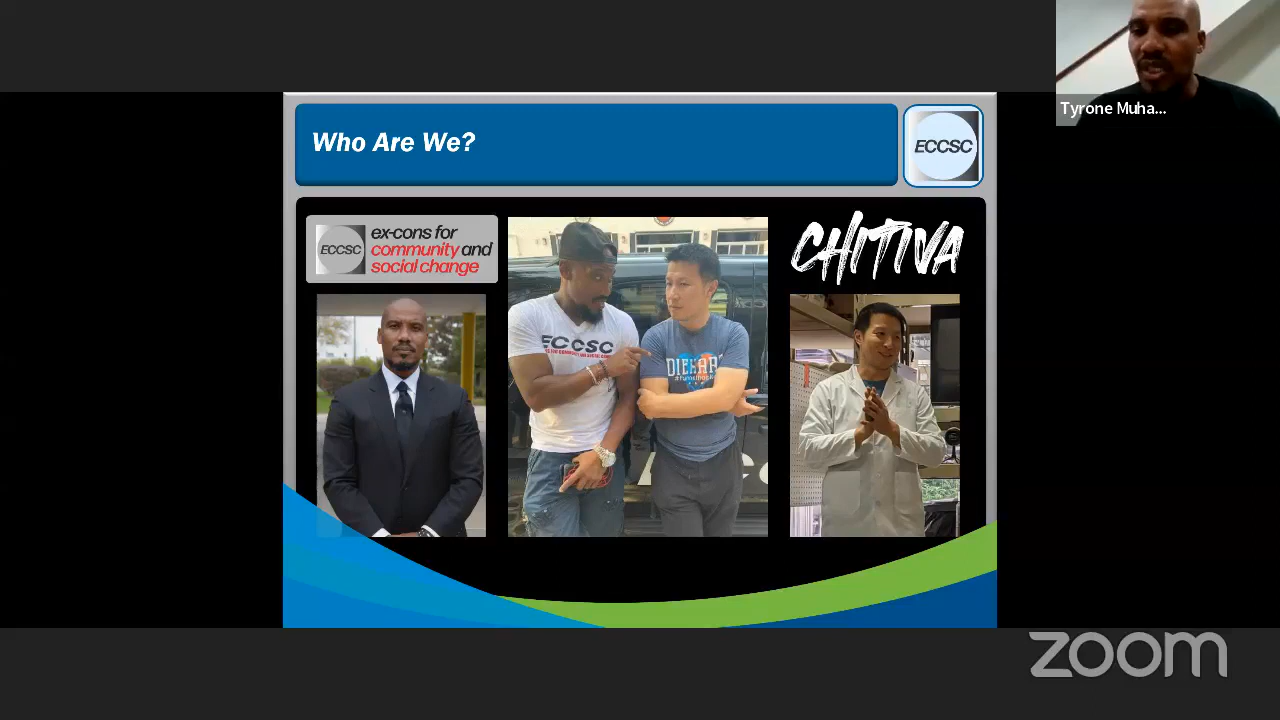 Who Are We?
ECCSC
ECCSC
ex-cons for
community and
social change
CHITIVA
ECCSC
DIEHARD
Tyrone Muha...
zoom